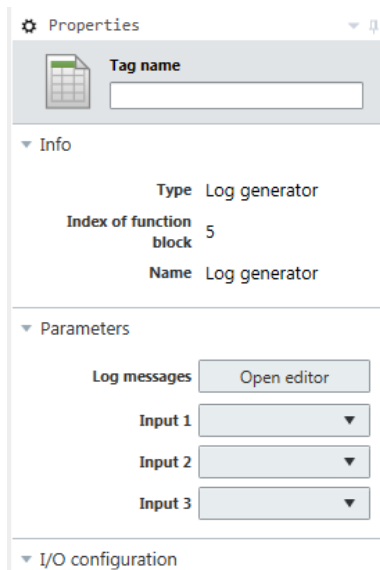 Properties
Tag name
Info
Type Log generator
Index of function
block 5
Name Log generator
Parameters
Log messages Open editor
Input 1
Input 2
Input 3
I/O configuration